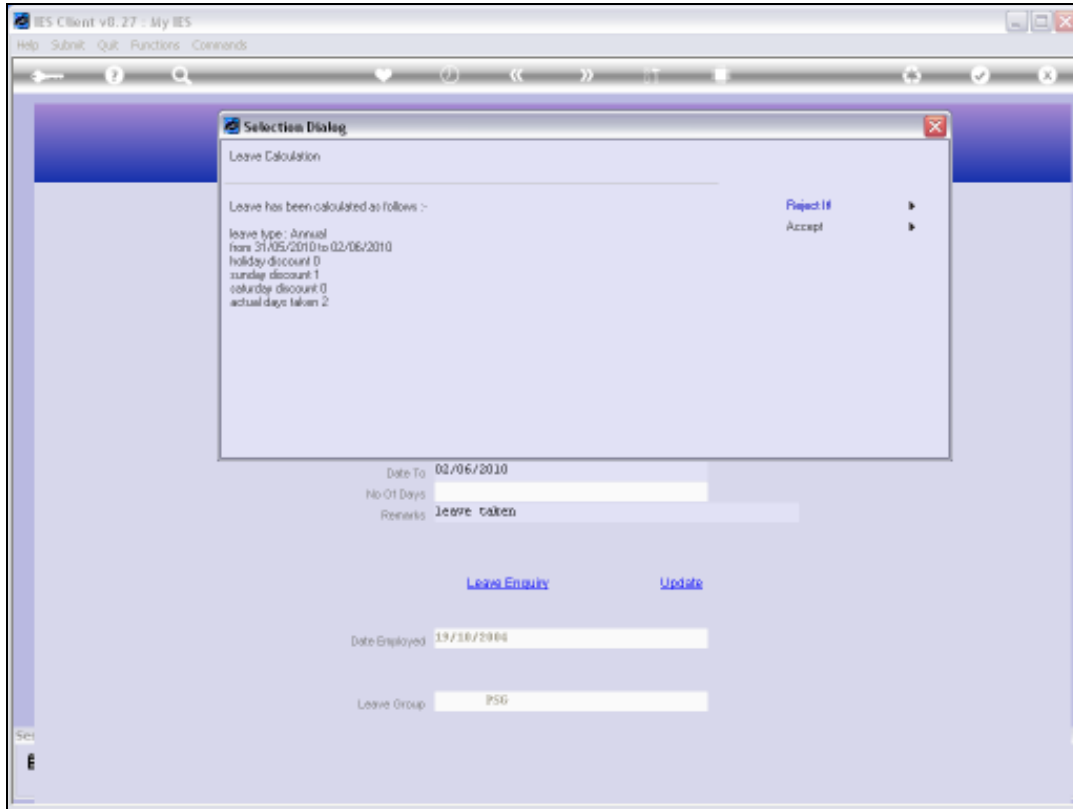 IES Client v8.27 : My IES
Help Submit Quit Functions Commands
Selection Dialog
Leave Calculation
Leave has been calculated as follows :-
Reject It
Accept
leave type : Annual
from 31/05/2010 to 02/06/2010
holiday discount 0
sunday discount 1
saturday discount 0
actual days taken 2
Date To 02/06/2010
No Of Days
Remarks leave taken
Leave Enquiry Update
Date Employed 19/10/2004
Leave Group PSG